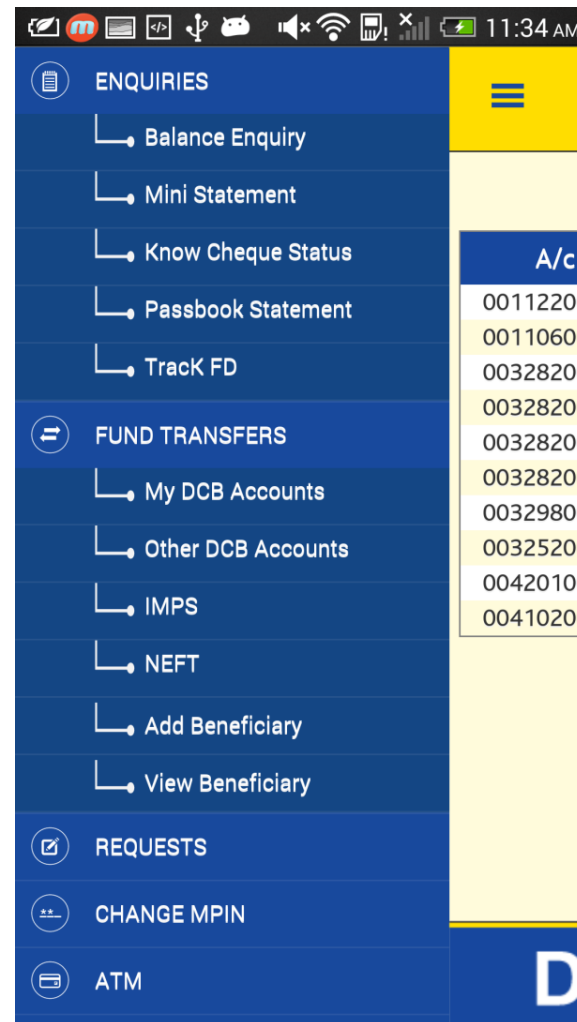 11:34 AM
ENQUIRIES
Balance Enquiry
Mini Statement
Know Cheque Status
Passbook Statement
TracK FD
FUND TRANSFERS
My DCB Accounts
Other DCB Accounts
IMPS
NEFT
Add Beneficiary
View Beneficiary
REQUESTS
CHANGE MPIN
ATM
A/c
0011220
0011060
0032820
0032820
0032820
0032820
0032980
0032520
0042010
0041020
D